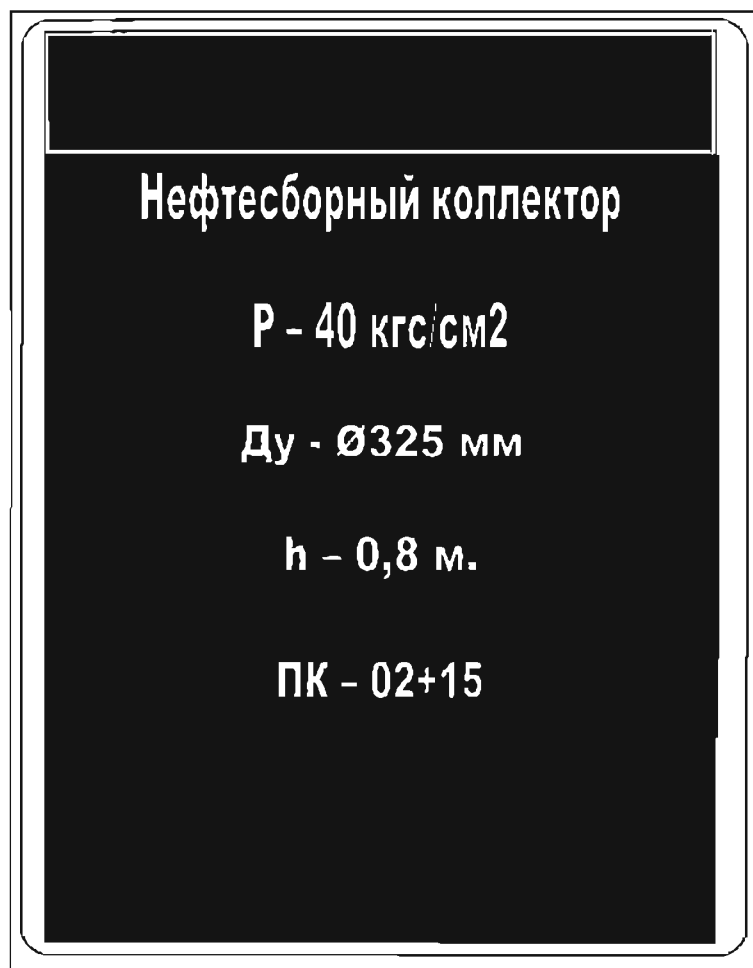 Нефтесборный коллектор
Р – 40 кгс/см2
Ду - Ø325 мм
h – 0,8 м.
ПК – 02+15